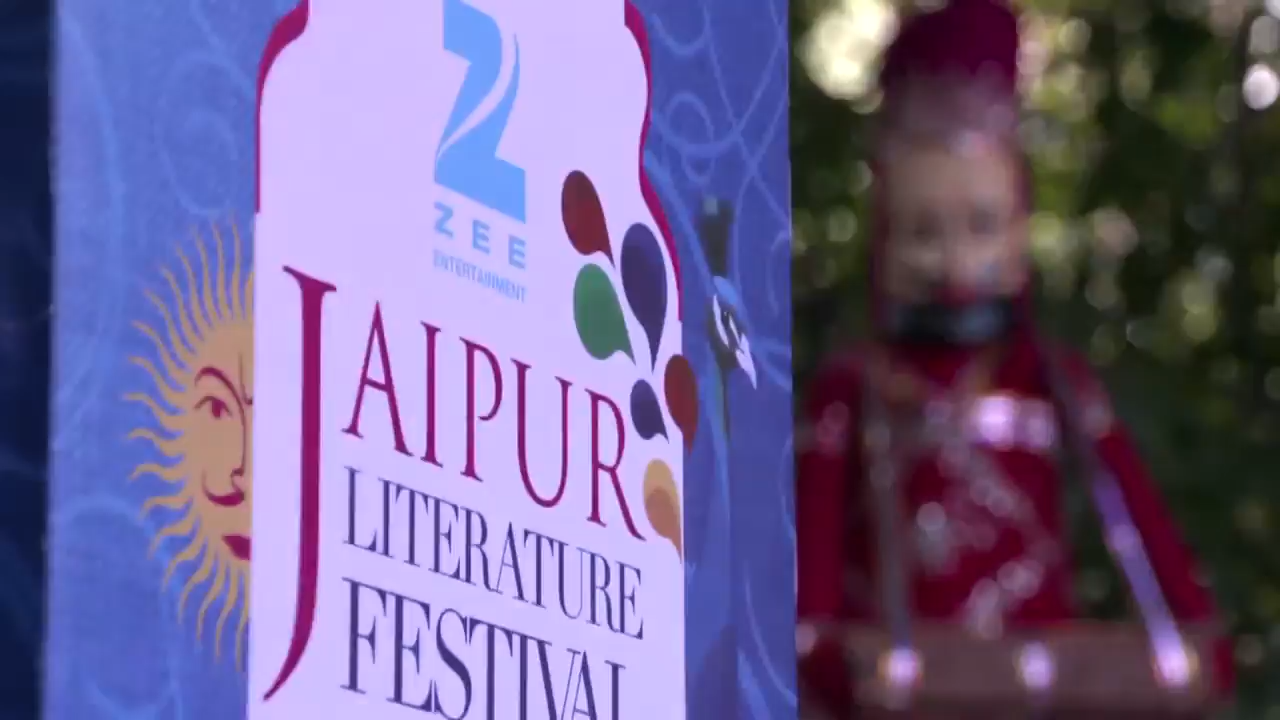 ZEE
ENTERTAINMENT
JAIPUR
LITERATURE
FESTIVAL